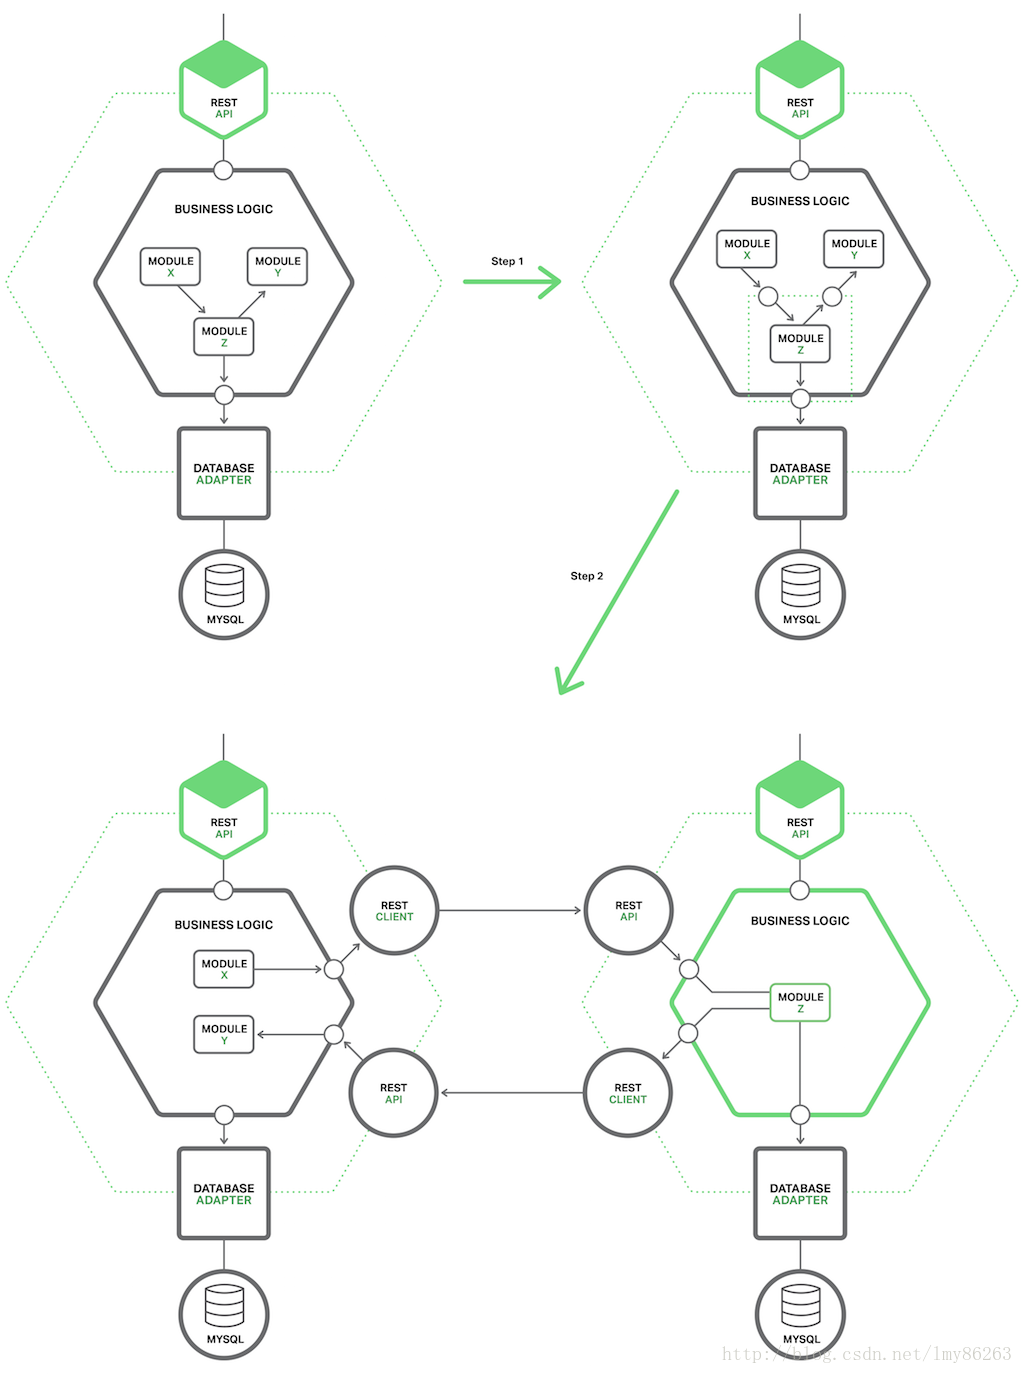 REST
API
BUSINESS LOGIC
MODULE
X
MODULE
Y
MODULE
Z
DATABASE
ADAPTER
MYSQL
Step 1
REST
API
BUSINESS LOGIC
MODULE
X
MODULE
Y
MODULE
Z
DATABASE
ADAPTER
MYSQL
Step 2
REST
API
BUSINESS LOGIC
MODULE
X
MODULE
Y
REST
CLIENT
REST
API
DATABASE
ADAPTER
MYSQL
REST
API
REST
API
BUSINESS LOGIC
MODULE
Z
REST
CLIENT
DATABASE
ADAPTER
MYSQL
http://blog.csdn.net/lmy86263